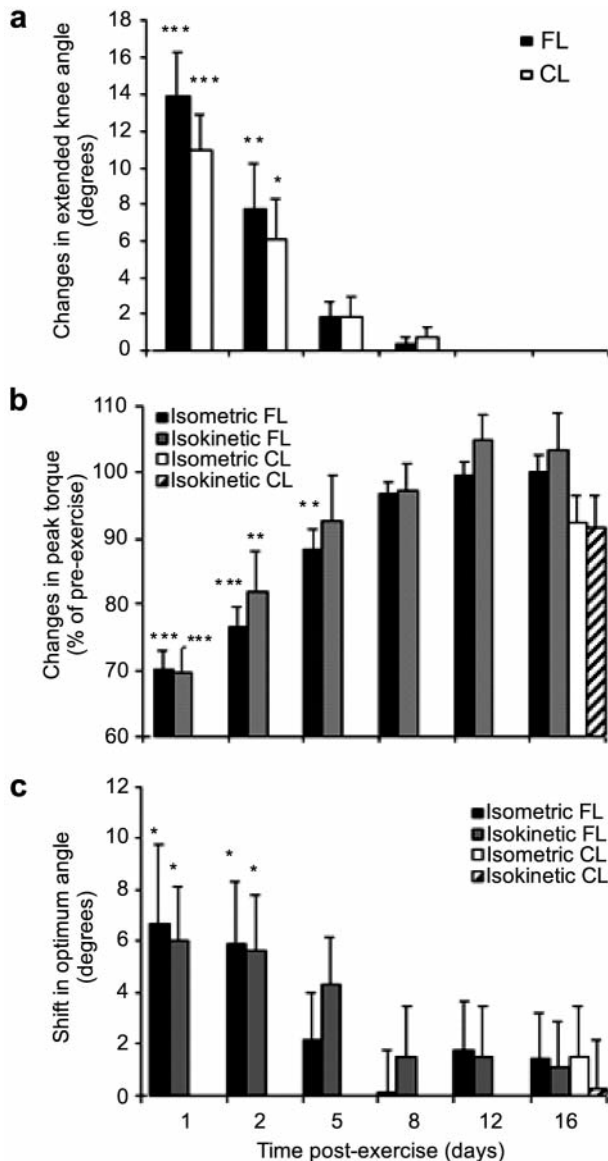 a
Changes in extended knee angle
(degrees)
18
16
14
12
10
8
6
4
2
0
***
***
**
*
FL
CL
b
Changes in peak torque
(% of pre-exercise)
110
100
90
80
70
60
Isometric FL
Isokinetic FL
Isometric CL
Isokinetic CL
***
***
***
**
**
c
Shift in optimum angle
(degrees)
12
10
8
6
4
2
0
*
*
*
*
Isometric FL
Isokinetic FL
Isometric CL
Isokinetic CL
1 2 5 8 12 16
Time post-exercise (days)